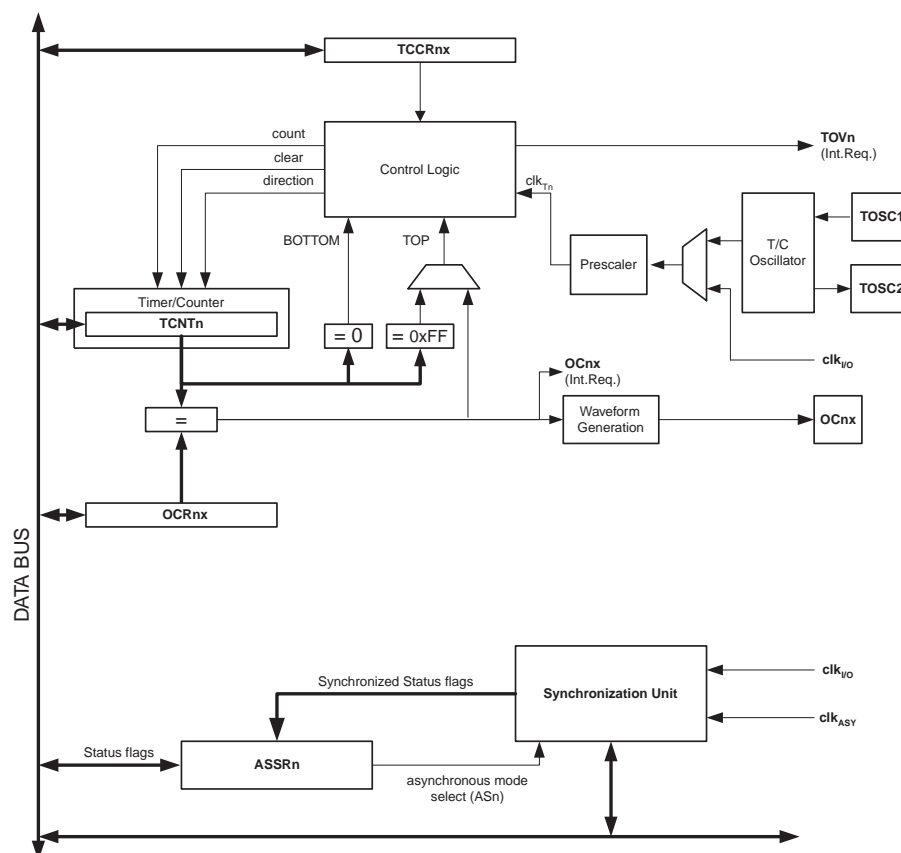 TCCRnx
count
clear
direction
Control Logic
TOVn
(Int.Req.)
clkTn
BOTTOM
TOP
TOSC1
T/C
Oscillator
Prescaler
TOSC2
Timer/Counter
TCNTn
= 0
= 0xFF
clkI/O
OCnx
(Int.Req.)
=
Waveform
Generation
OCnx
OCRnx
DATA BUS
Synchronized Status flags
Synchronization Unit
clkI/O
clkASY
Status flags
ASSRn
asynchronous mode
select (ASn)